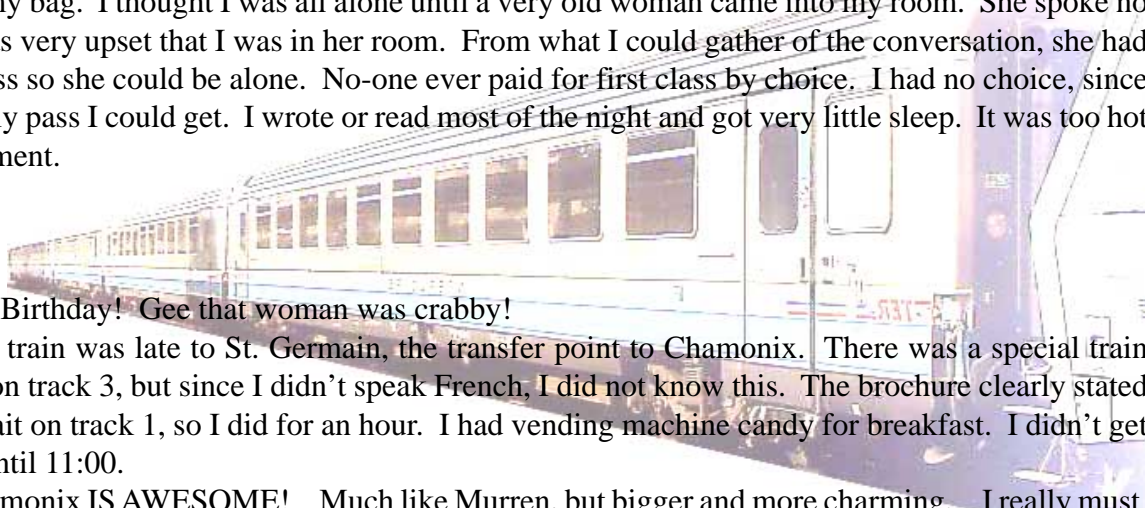 my bag. I thought I was all alone until a very old woman came into my room. She spoke no
s very upset that I was in her room. From what I could gather of the conversation, she had
ss so she could be alone. No-one ever paid for first class by choice. I had no choice, since
ly pass I could get. I wrote or read most of the night and got very little sleep. It was too hot
ment.
Birthday! Gee that woman was crabby!
train was late to St. Germain, the transfer point to Chamonix. There was a special train
on track 3, but since I didn't speak French, I did not know this. The brochure clearly stated
ait on track 1, so I did for an hour. I had vending machine candy for breakfast. I didn't get
ntil 11:00.
monix IS AWESOME! Much like Murren, but bigger and more charming. I really must